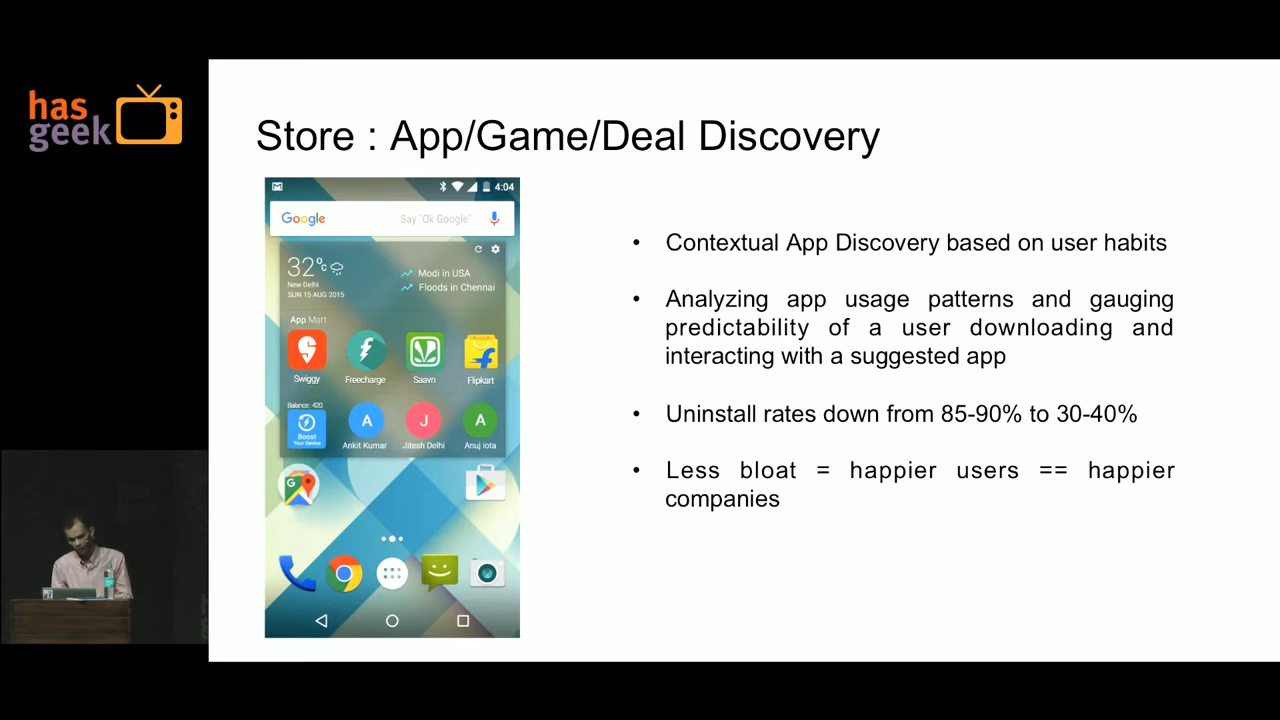 has
geek
Store : App/Game/Deal Discovery
4:04
Google
Say "Ok Google"
32°c
New Delhi
SUN 15 AUG 2015
Modi in USA
Floods in Chennai
App Mart
Swiggy
Freecharge
Saavn
Flipkart
Balance: 420
Boost
Your Device
A
J
A
Ankit Kumar
Jitesh Delhi
Anuj iota
• Contextual App Discovery based on user habits
• Analyzing app usage patterns and gauging
predictability of a user downloading and
interacting with a suggested app
• Uninstall rates down from 85-90% to 30-40%
• Less bloat = happier users == happier
companies